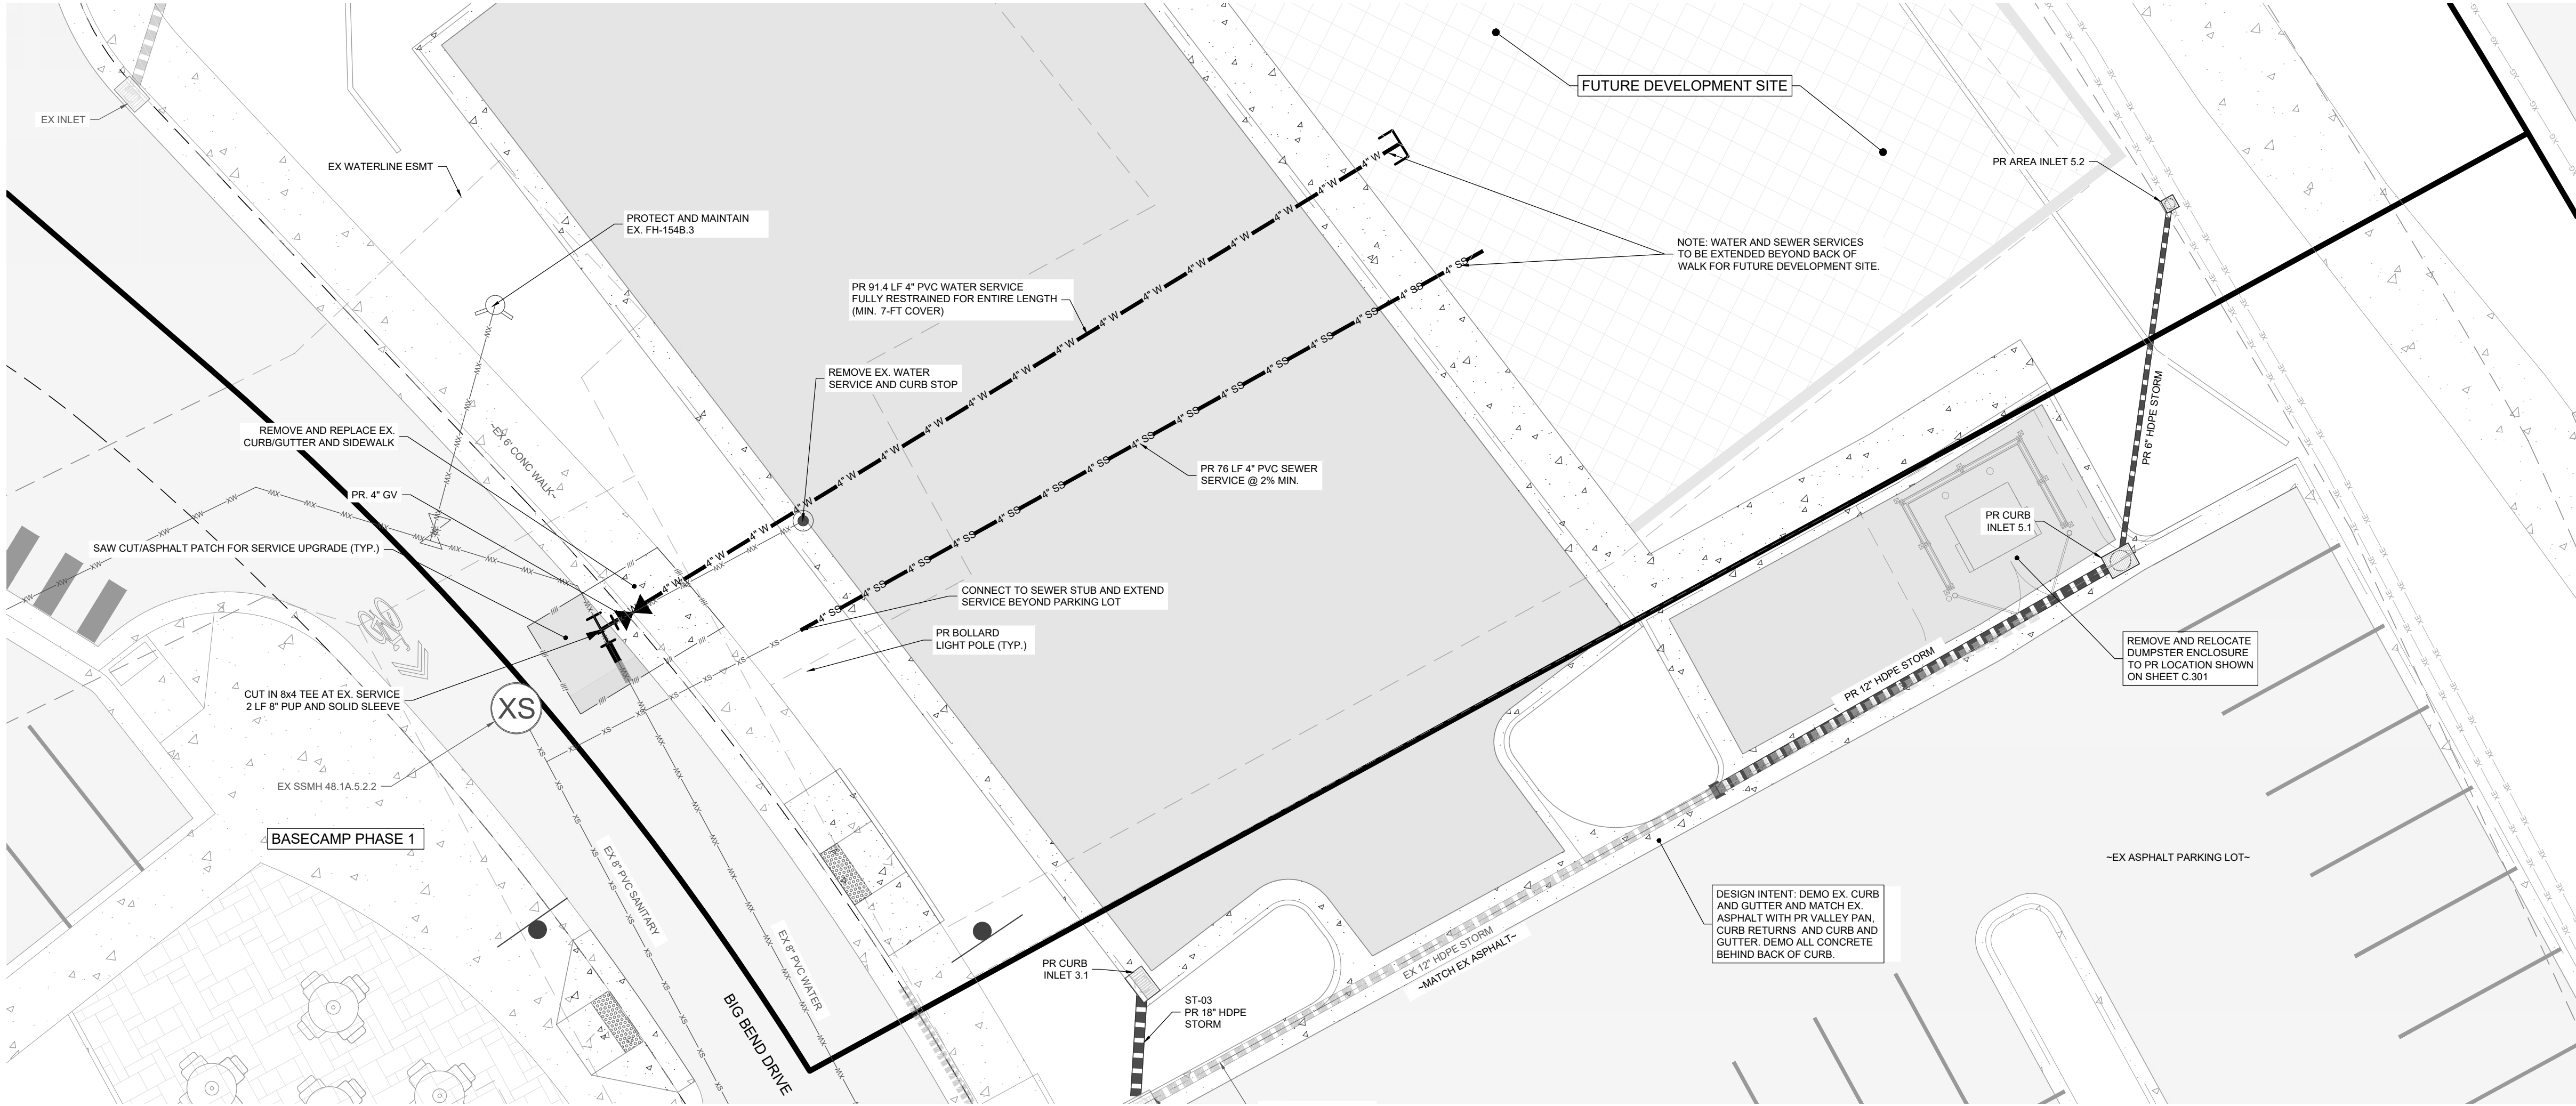 FUTURE DEVELOPMENT SITE
EX INLET
EX WATERLINE ESMT
PR AREA INLET 5.2
PROTECT AND MAINTAIN
EX. FH-154B.3
NOTE: WATER AND SEWER SERVICES
TO BE EXTENDED BEYOND BACK OF
WALK FOR FUTURE DEVELOPMENT SITE.
PR 91.4 LF 4" PVC WATER SERVICE
FULLY RESTRAINED FOR ENTIRE LENGTH
(MIN. 7-FT COVER)
REMOVE EX. WATER
SERVICE AND CURB STOP
REMOVE AND REPLACE EX.
CURB/GUTTER AND SIDEWALK
~EX 6' CONC WALK~
PR 6" HDPE STORM
PR 76 LF 4" PVC SEWER
SERVICE @ 2% MIN.
PR. 4" GV
PR CURB
INLET 5.1
SAW CUT/ASPHALT PATCH FOR SERVICE UPGRADE (TYP.)
CONNECT TO SEWER STUB AND EXTEND
SERVICE BEYOND PARKING LOT
PR BOLLARD
LIGHT POLE (TYP.)
REMOVE AND RELOCATE
DUMPSTER ENCLOSURE
TO PR LOCATION SHOWN
ON SHEET C.301
PR 12" HDPE STORM
CUT IN 8x4 TEE AT EX. SERVICE
2 LF 8" PUP AND SOLID SLEEVE
XS
EX SSMH 48.1A.5.2.2
BASECAMP PHASE 1
EX 8" PVC SANITARY
EX 8" PVC WATER
~EX ASPHALT PARKING LOT~
DESIGN INTENT: DEMO EX. CURB
AND GUTTER AND MATCH EX.
ASPHALT WITH PR VALLEY PAN,
CURB RETURNS AND CURB AND
GUTTER. DEMO ALL CONCRETE
BEHIND BACK OF CURB.
EX 12" HDPE STORM
~MATCH EX ASPHALT~
PR CURB
INLET 3.1
ST-03
PR 18" HDPE
STORM
BIG BEND DRIVE
4" W
4" SS
XW
XS
XE
XG